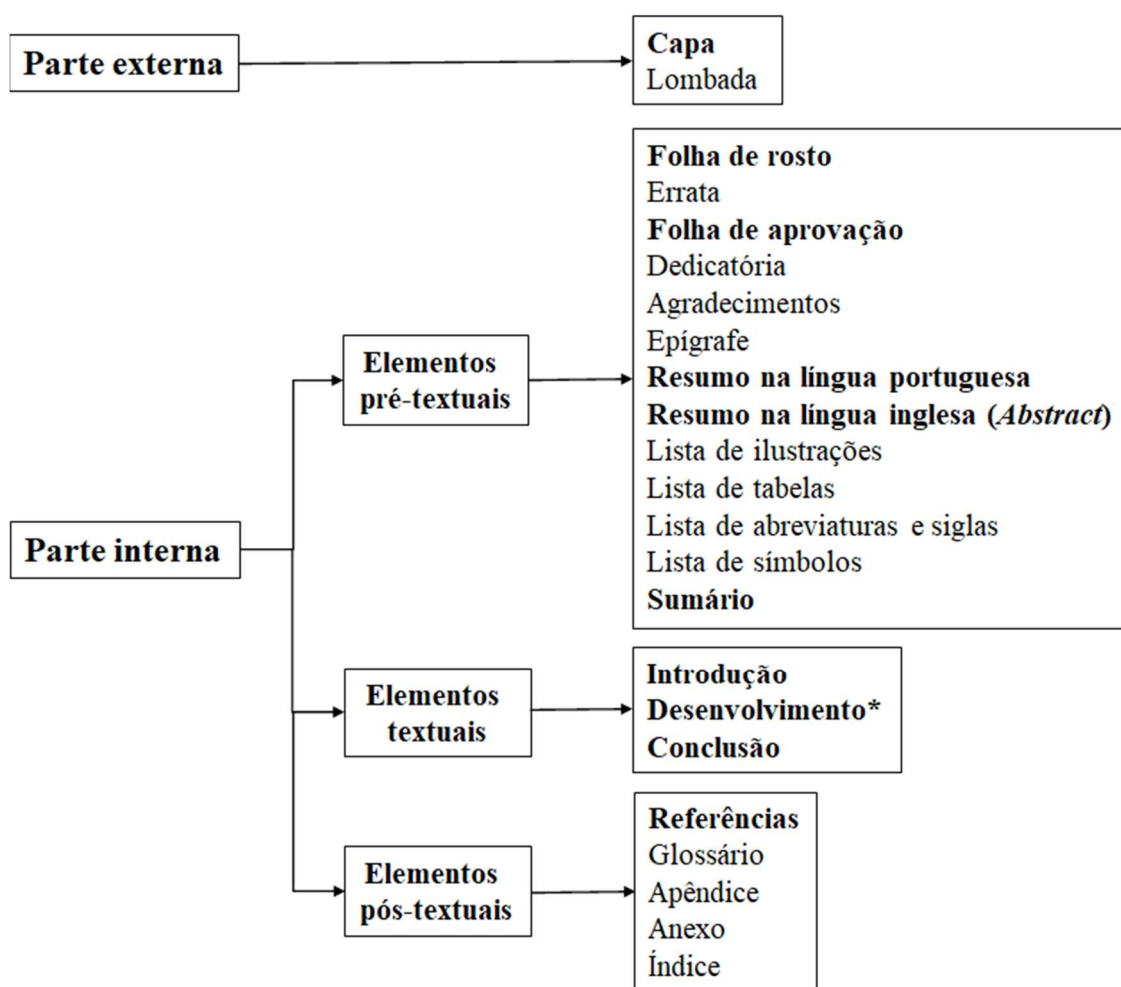 Parte externa
Capa
Lombada
Parte interna
Elementos
pré-textuais
Folha de rosto
Errata
Folha de aprovação
Dedicatória
Agradecimentos
Epígrafe
Resumo na língua portuguesa
Resumo na língua inglesa (Abstract)
Lista de ilustrações
Lista de tabelas
Lista de abreviaturas e siglas
Lista de símbolos
Sumário
Elementos
textuais
Introdução
Desenvolvimento*
Conclusão
Elementos
pós-textuais
Referências
Glossário
Apêndice
Anexo
Índice